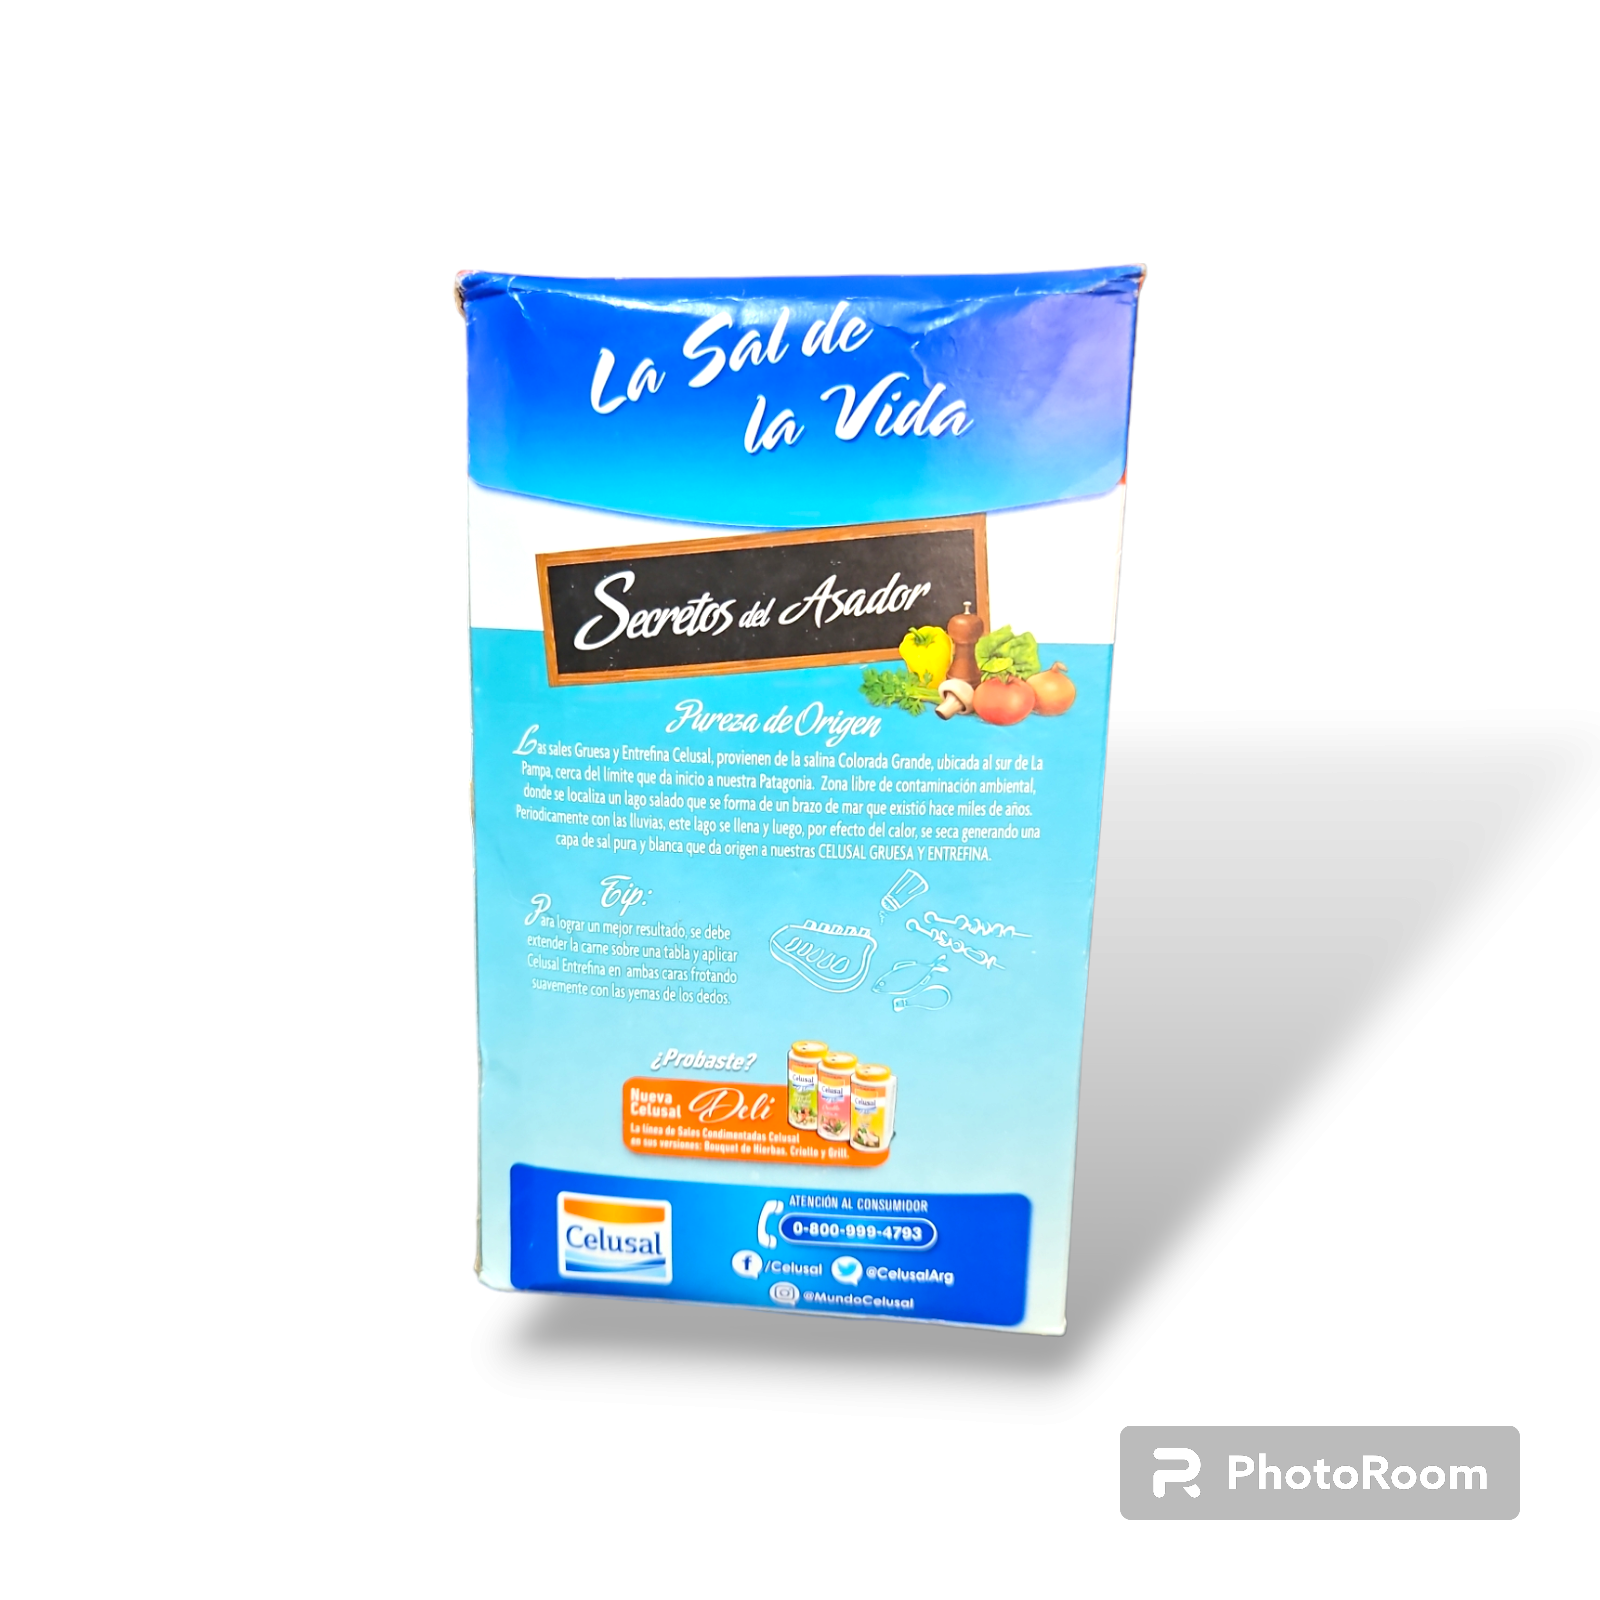 La Sal de
la Vida
Secretos del Asador
Pureza de Origen
Las sales Gruesa y Entrefina Celusal, provienen de la salina Colorada Grande, ubicada al sur de La
Pampa, cerca del límite que da inicio a nuestra Patagonia. Zona libre de contaminación ambiental,
donde se localiza un lago salado que se forma de un brazo de mar que existió hace miles de años.
Periodicamente con las lluvias, este lago se llena y luego, por efecto del calor, se seca generando una
capa de sal pura y blanca que da origen a nuestras CELUSAL GRUESA Y ENTREFINA.
Tip:
Para lograr un mejor resultado, se debe
extender la carne sobre una tabla y aplicar
Celusal Entrefina en ambas caras frotando
suavemente con las yemas de los dedos.
¿Probaste?
Nueva
Celusal Deli
La línea de Sales Condimentadas Celusal
en sus versiones: Bouquet de Hierbas, Criollo y Grill.
Celusal
Celusal
Celusal
Celusal
ATENCIÓN AL CONSUMIDOR
0-800-999-4793
/Celusal @CelusalArg
@MundoCelusal
PhotoRoom